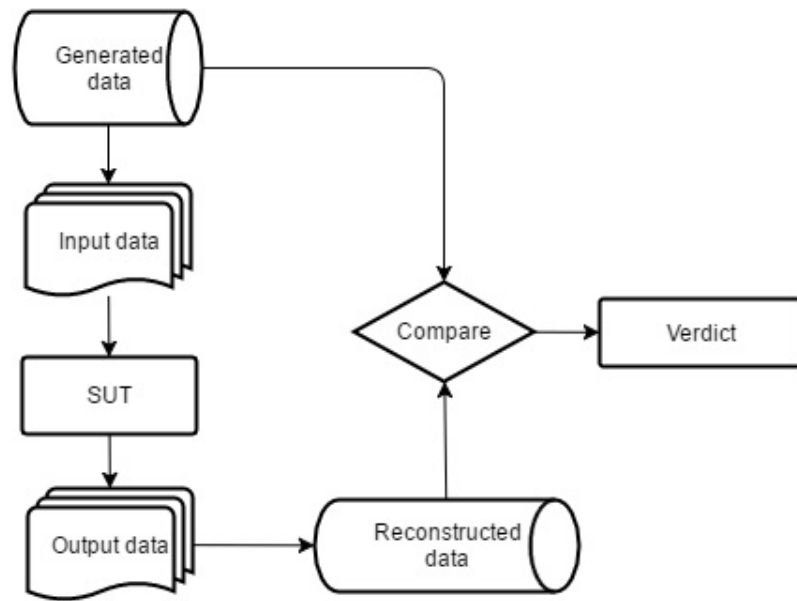 Generated
data
Input data
Compare
Verdict
SUT
Output data
Reconstructed
data